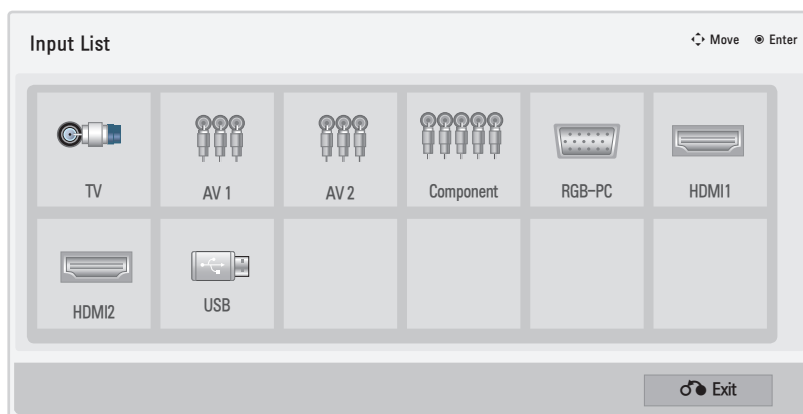 Input List
Move Enter
TV
AV 1
AV 2
Component
RGB-PC
HDMI1
HDMI2
USB
Exit